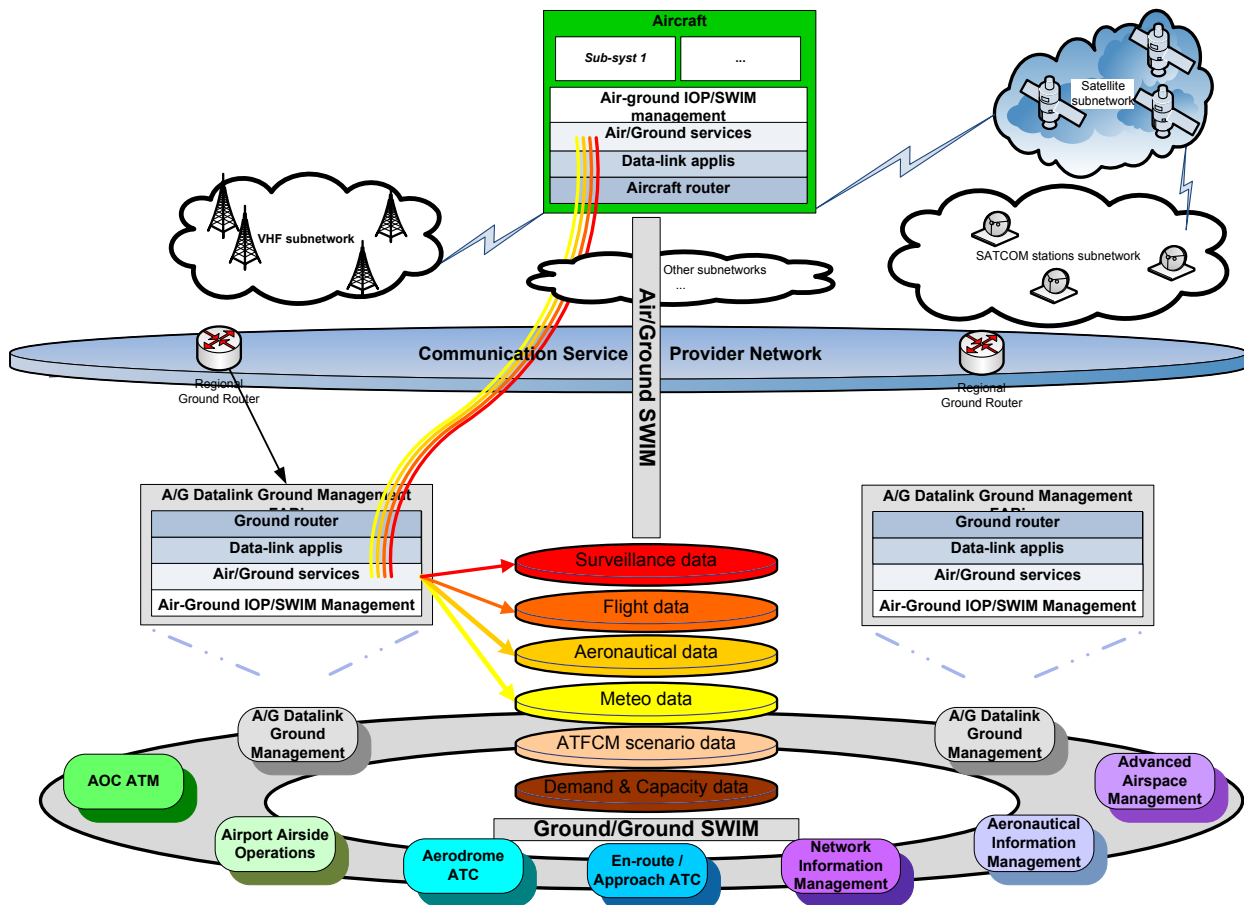 Aircraft
Sub-syst 1
...
Air-ground IOP/SWIM
management
Air/Ground services
Data-link applis
Aircraft router
Satellite
subnetwork
VHF subnetwork
SATCOM stations subnetwork
Other subnetworks
...
Air/Ground SWIM
Communication Service
Provider Network
Regional
Ground Router
Regional
Ground Router
A/G Datalink Ground Management
Ground router
Data-link applis
Air/Ground services
Air-Ground IOP/SWIM Management
A/G Datalink Ground Management
Ground router
Data-link applis
Air/Ground services
Air-Ground IOP/SWIM Management
Surveillance data
Flight data
Aeronautical data
Meteo data
ATFCM scenario data
Demand & Capacity data
Ground/Ground SWIM
A/G Datalink
Ground
Management
A/G Datalink
Ground
Management
AOC ATM
Airport Airside
Operations
Aerodrome
ATC
En-route /
Approach ATC
Network
Information
Management
Aeronautical
Information
Management
Advanced
Airspace
Management